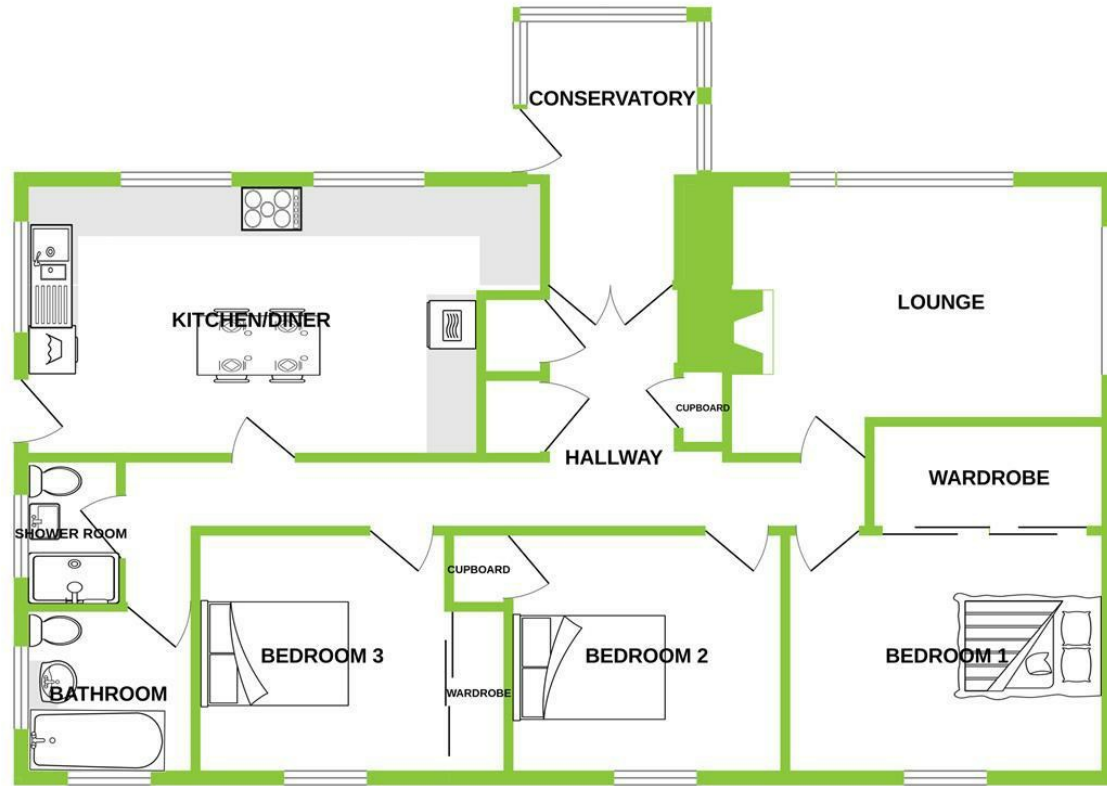 CONSERVATORY
KITCHEN/DINER
LOUNGE
CUPBOARD
HALLWAY
WARDROBE
SHOWER ROOM
CUPBOARD
BEDROOM 3
BEDROOM 2
BEDROOM 1
BATHROOM
WARDROBE